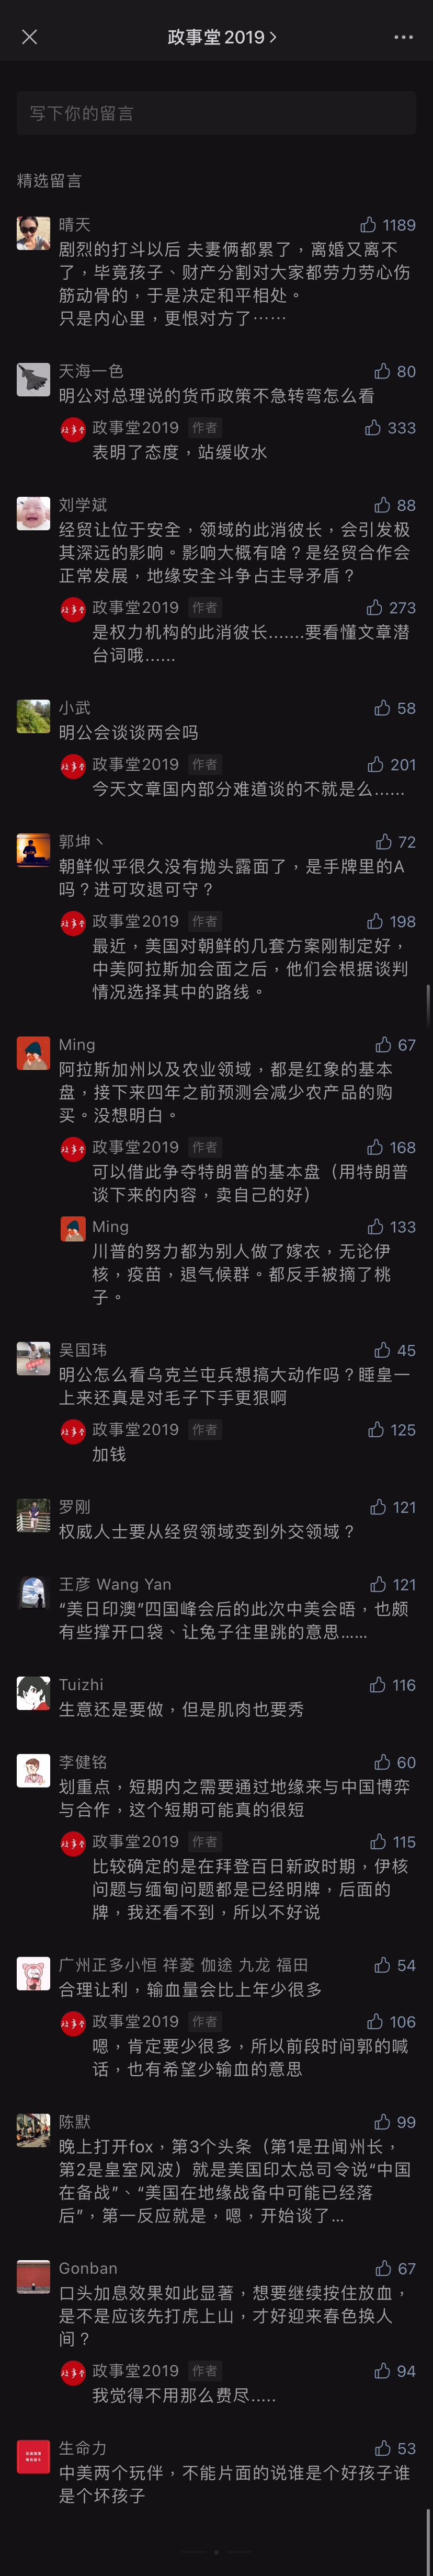 政事堂2019
写下你的留言
精选留言
晴天 1189
剧烈的打斗以后 夫妻俩都累了，离婚又离不
了，毕竟孩子、财产分割对大家都劳力劳心伤
筋动骨的，于是决定和平相处。
只是内心里，更恨对方了……
天海一色 80
明公对总理说的货币政策不急转弯怎么看
政事堂2019 作者 333
表明了态度，站缓收水
刘学斌 88
经贸让位于安全，领域的此消彼长，会引发极
其深远的影响。影响大概有啥？是经贸合作会
正常发展，地缘安全斗争占主导矛盾？
政事堂2019 作者 273
是权力机构的此消彼长.......要看懂文章潜
台词哦......
小武 58
明公会谈谈两会吗
政事堂2019 作者 201
今天文章国内部分难道谈的不就是么......
郭坤丶 72
朝鲜似乎很久没有抛头露面了，是手牌里的A
吗？进可攻退可守？
政事堂2019 作者 198
最近，美国对朝鲜的几套方案刚制定好，
中美阿拉斯加会面之后，他们会根据谈判
情况选择其中的路线。
Ming 67
阿拉斯加州以及农业领域，都是红象的基本
盘，接下来四年之前预测会减少农产品的购
买。没想明白。
政事堂2019 作者 168
可以借此争夺特朗普的基本盘（用特朗普
谈下来的内容，卖自己的好）
Ming 133
川普的努力都为别人做了嫁衣，无论伊
核，疫苗，退气候群。都反手被摘了桃
子。
吴国玮 45
明公怎么看乌克兰屯兵想搞大动作吗？睡皇一
上来还真是对毛子下手更狠啊
政事堂2019 作者 125
加钱
罗刚 121
权威人士要从经贸领域变到外交领域？
王彦 Wang Yan 121
“美日印澳”四国峰会后的此次中美会晤，也颇
有些撑开口袋、让兔子往里跳的意思......
Tuizhi 116
生意还是要做，但是肌肉也要秀
李健铭 60
划重点，短期内之需要通过地缘来与中国博弈
与合作，这个短期可能真的很短
政事堂2019 作者 115
比较确定的是在拜登百日新政时期，伊核
问题与缅甸问题都是已经明牌，后面的
牌，我还看不到，所以不好说
广州正多小恒 祥菱 伽途 九龙 福田 54
合理让利，输血量会比上年少很多
政事堂2019 作者 106
嗯，肯定要少很多，所以前段时间郭的喊
话，也有希望少输血的意思
陈默 99
晚上打开fox，第3个头条（第1是丑闻州长，
第2是皇室风波）就是美国印太总司令说“中国
在备战”、“美国在地缘战备中可能已经落
后”，第一反应就是，嗯，开始谈了...
Gonban 67
口头加息效果如此显著，想要继续按住放血，
是不是应该先打虎上山，才好迎来春色换人
间？
政事堂2019 作者 94
我觉得不用那么费尽.....
生命力 53
中美两个玩伴，不能片面的说谁是个好孩子谁
是个坏孩子